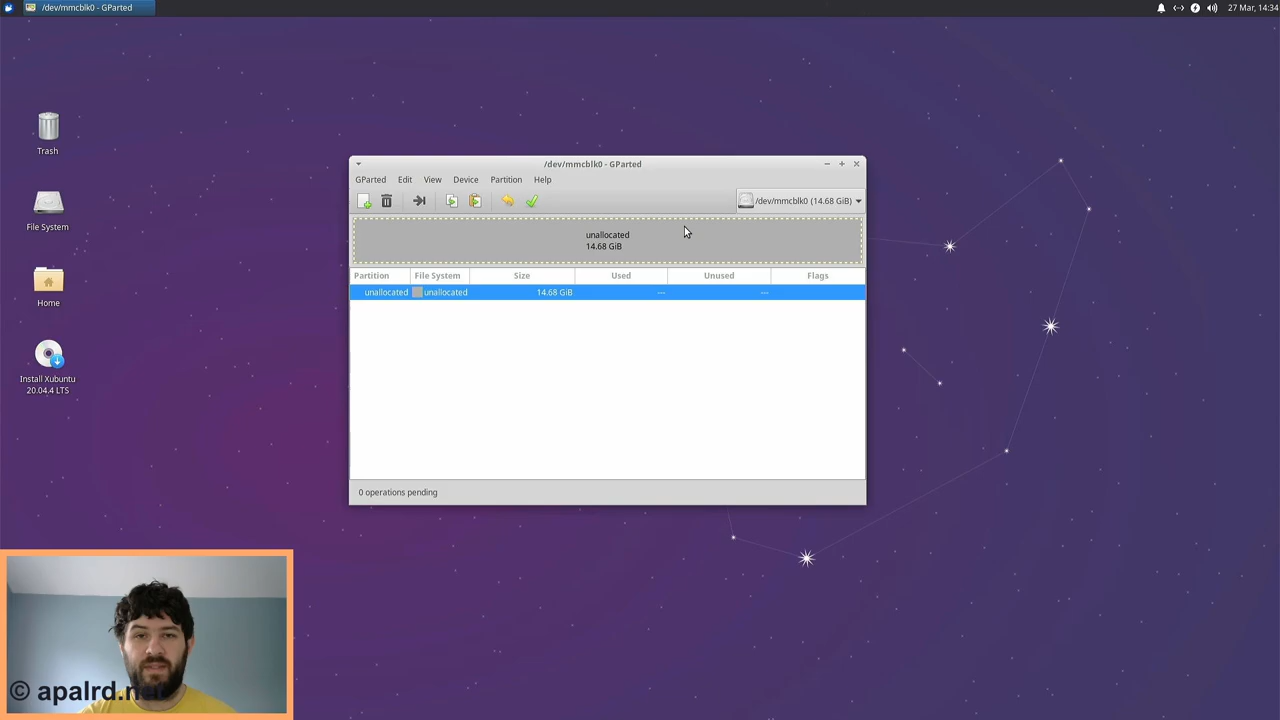 /dev/mmcblk0 - GParted
27 Mar, 14:34
Trash
File System
Home
Install Xubuntu
20.04.4 LTS
/dev/mmcblk0 - GParted
GParted Edit View Device Partition Help
/dev/mmcblk0 (14.68 GiB)
unallocated
14.68 GiB
Partition File System Size Used Unused Flags
unallocated unallocated 14.68 GiB --- ---
0 operations pending
© apalrd.net